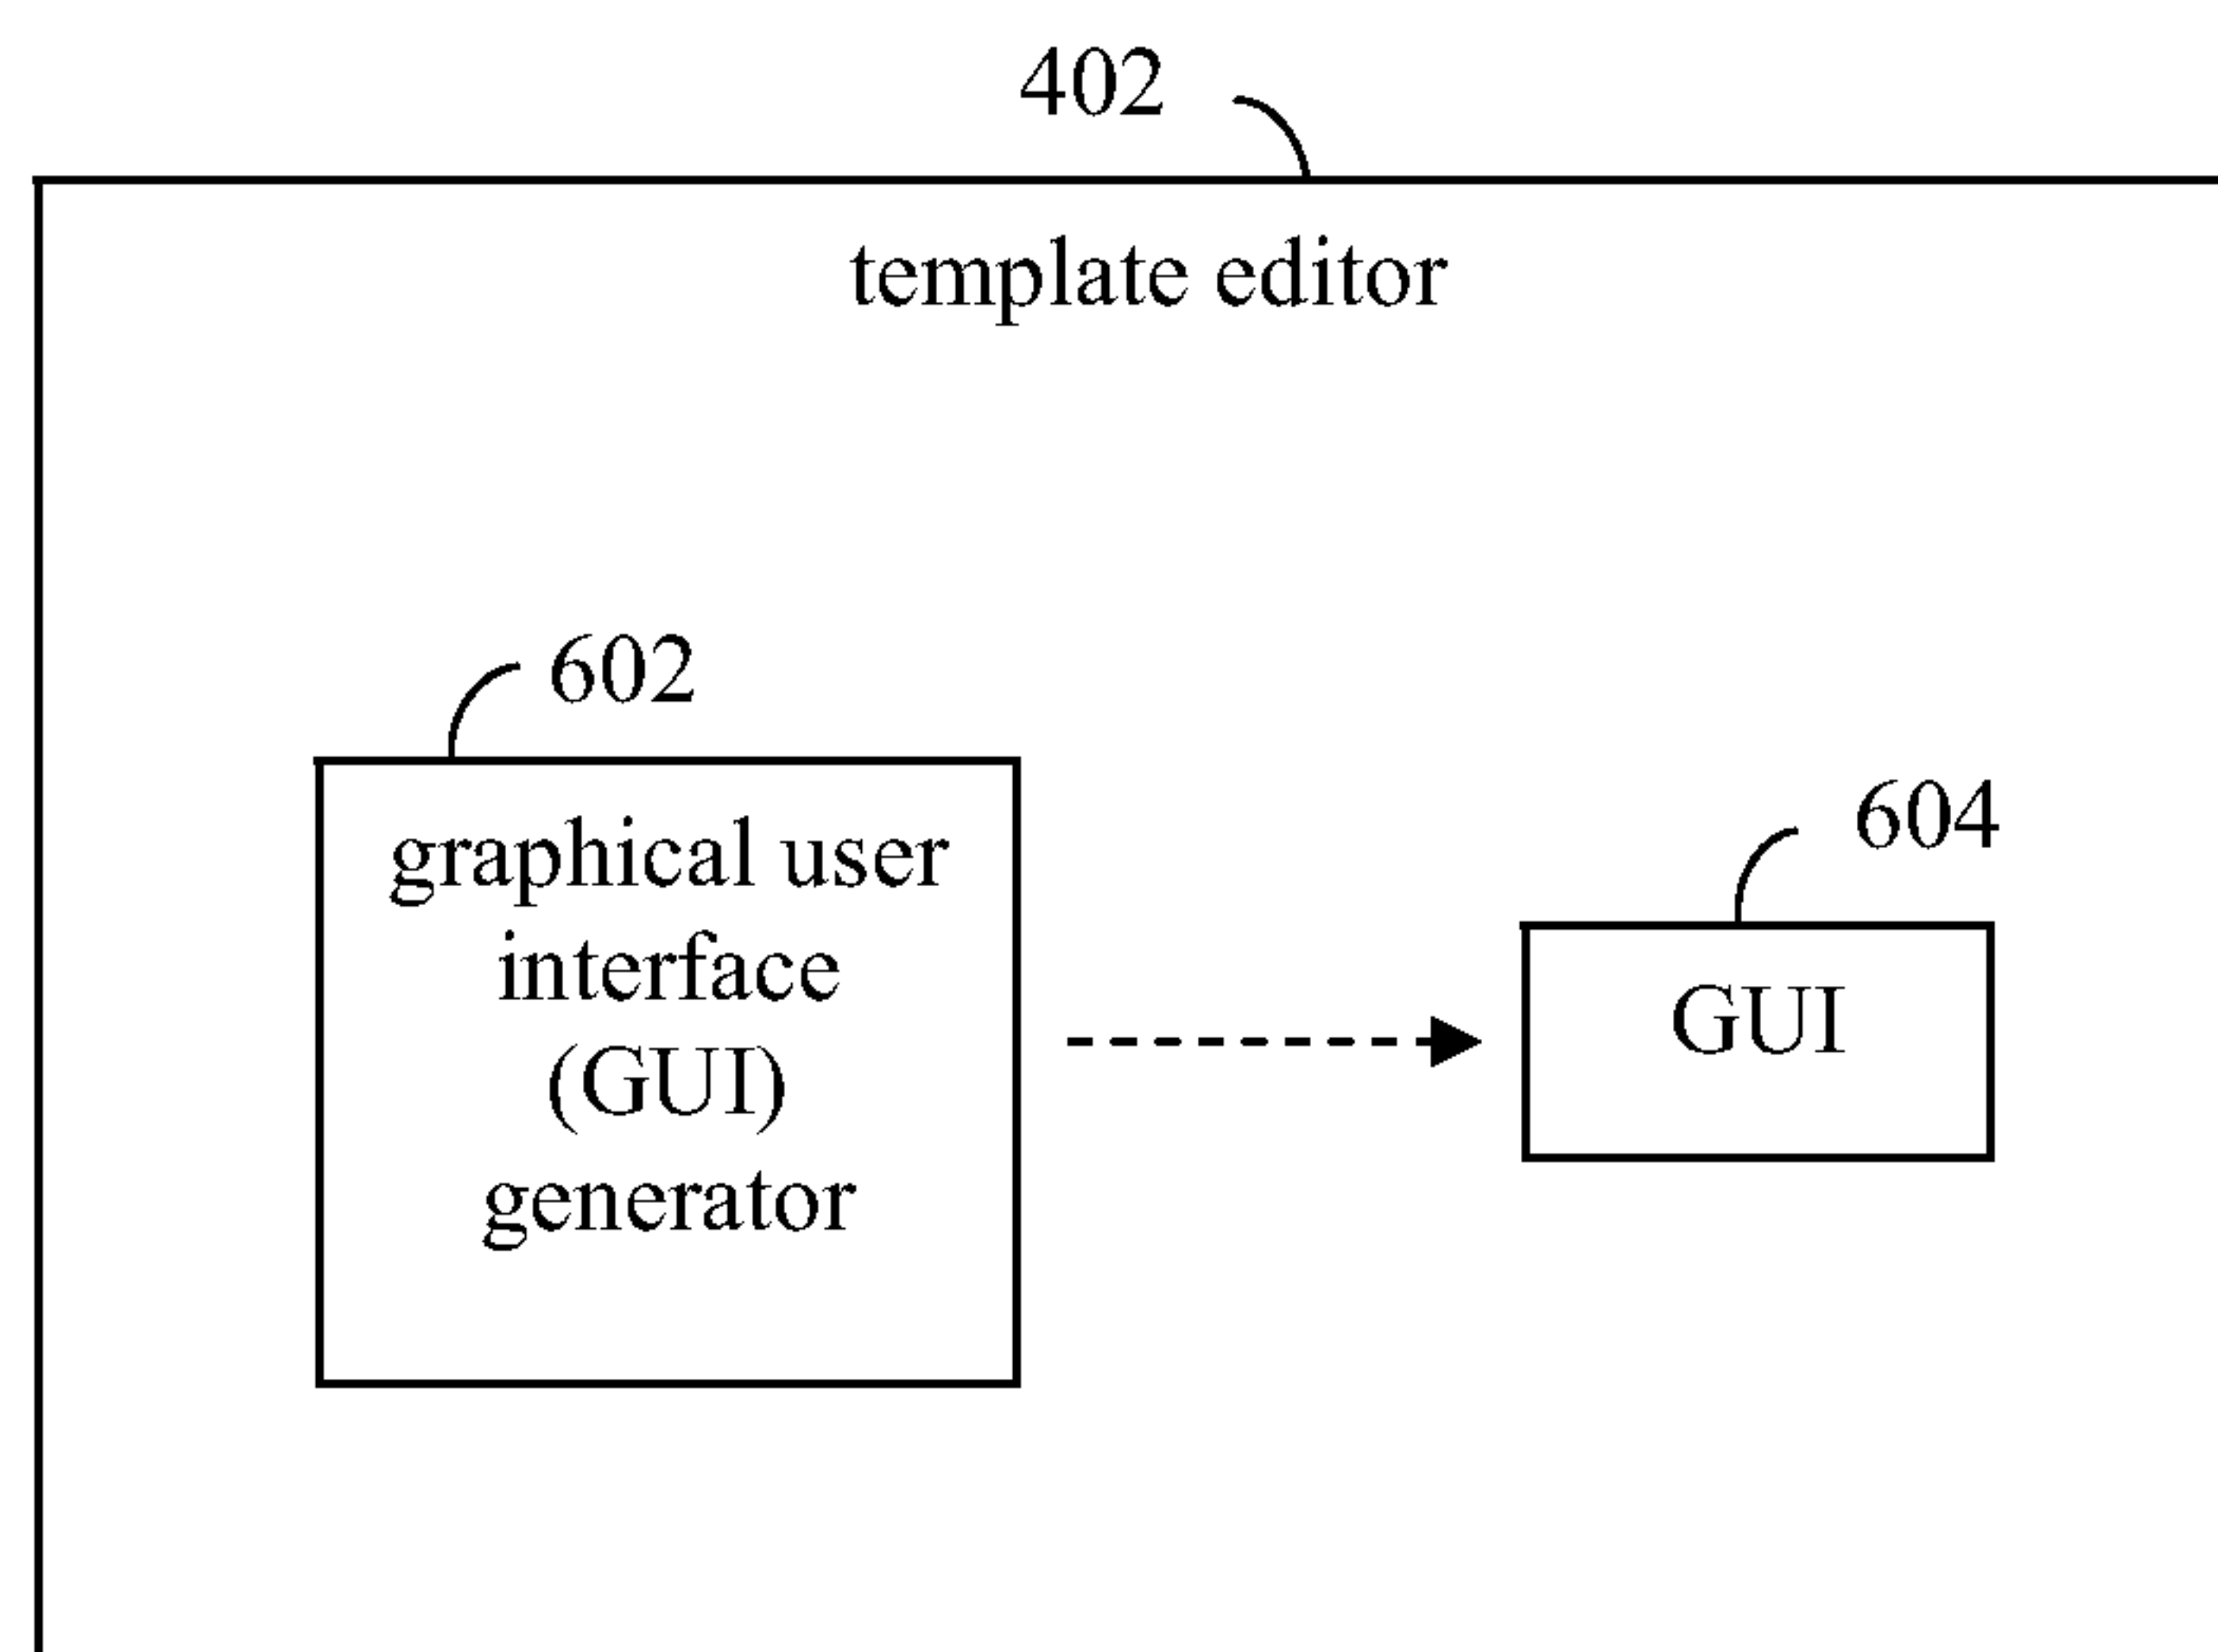 402
template editor
602
graphical user
interface
(GUI)
generator
604
GUI